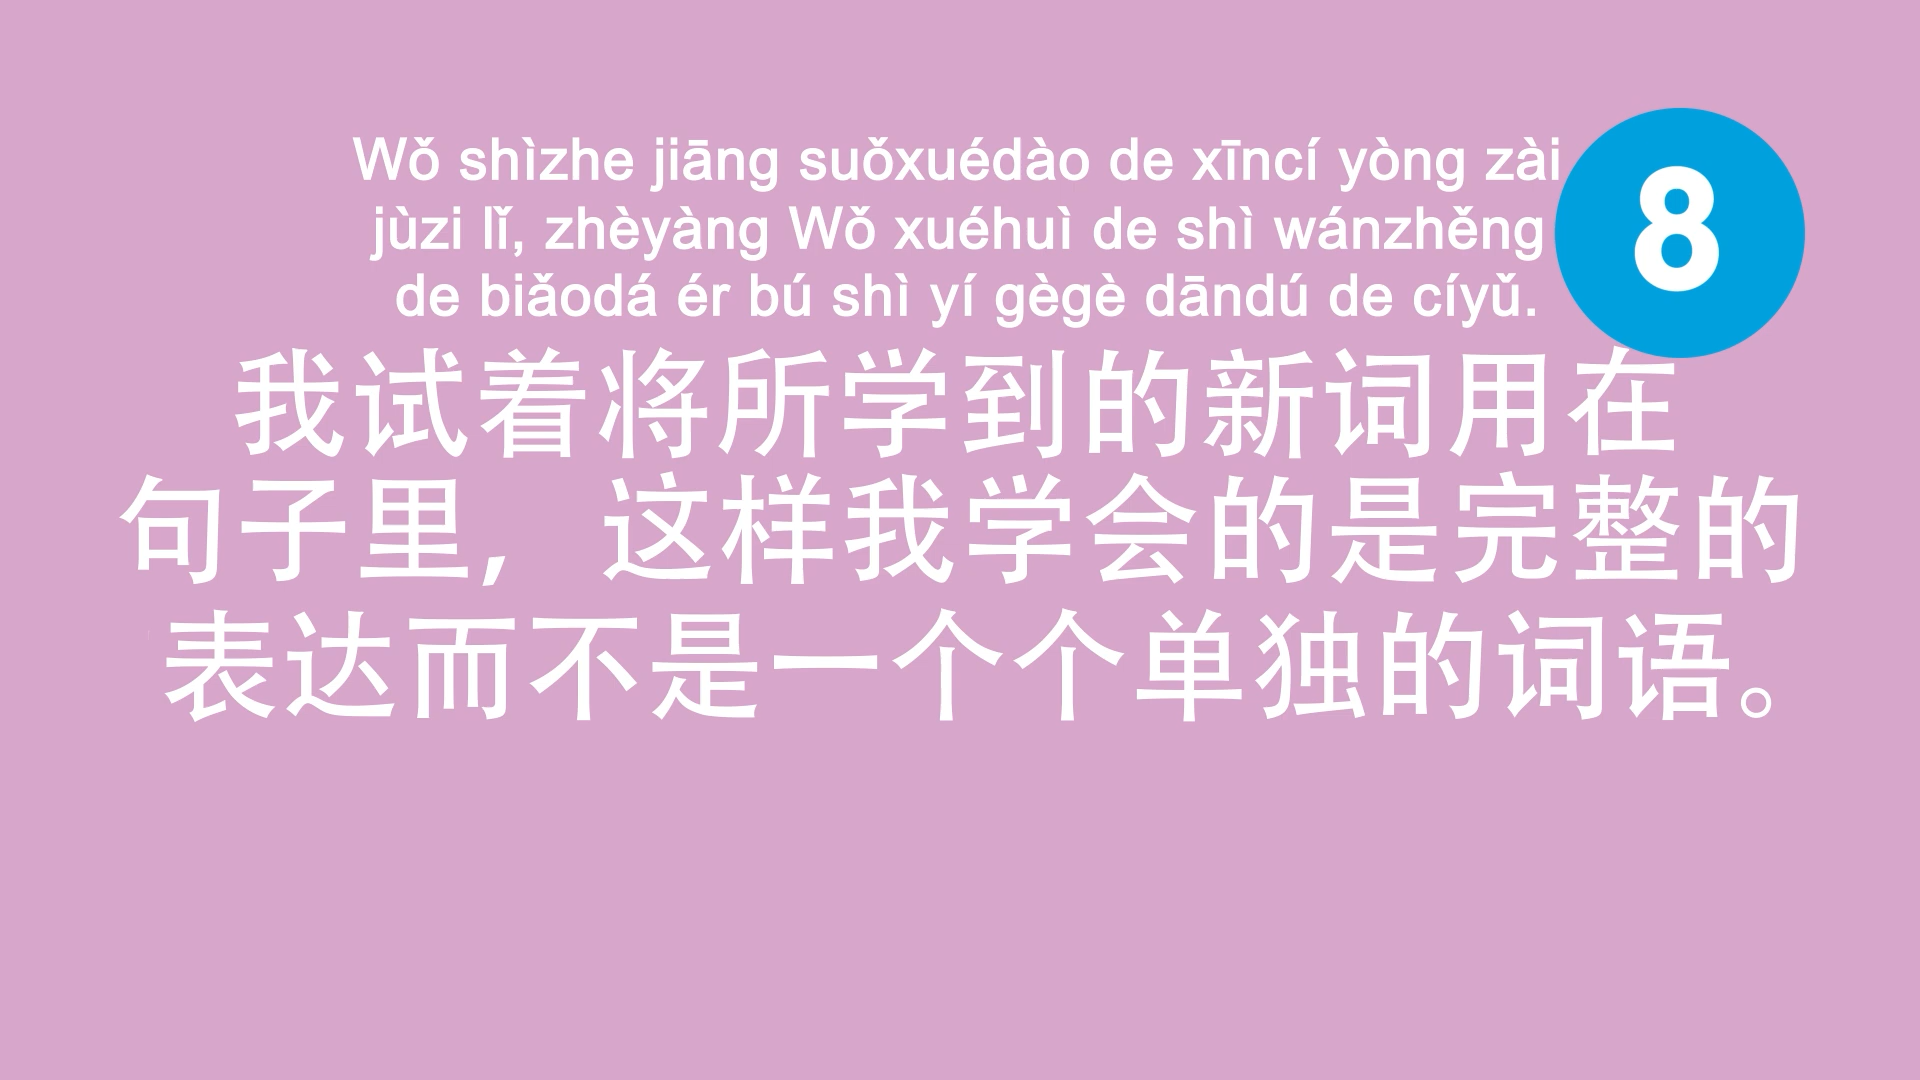 Wǒ shìzhe jiāng suǒxuédào de xīncí yòng zài
jùzi lǐ, zhèyàng Wǒ xuéhuì de shì wánzhěng
de biǎodá ér bú shì yí gègè dāndú de cíyǔ.
8
我试着将所学到的新词用在
句子里，这样我学会的是完整的
表达而不是一个个单独的词语。